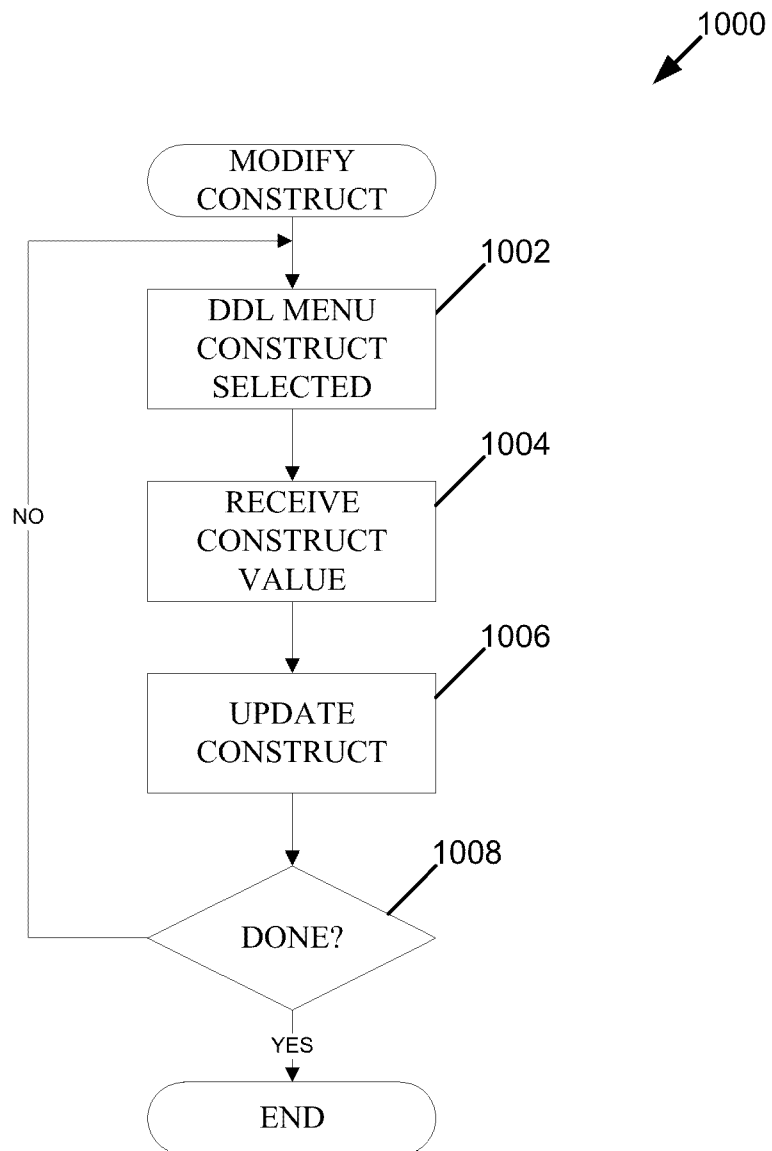 1000
MODIFY
CONSTRUCT
1002
DDL MENU
CONSTRUCT
SELECTED
1004
RECEIVE
CONSTRUCT
VALUE
NO
1006
UPDATE
CONSTRUCT
1008
DONE?
YES
END